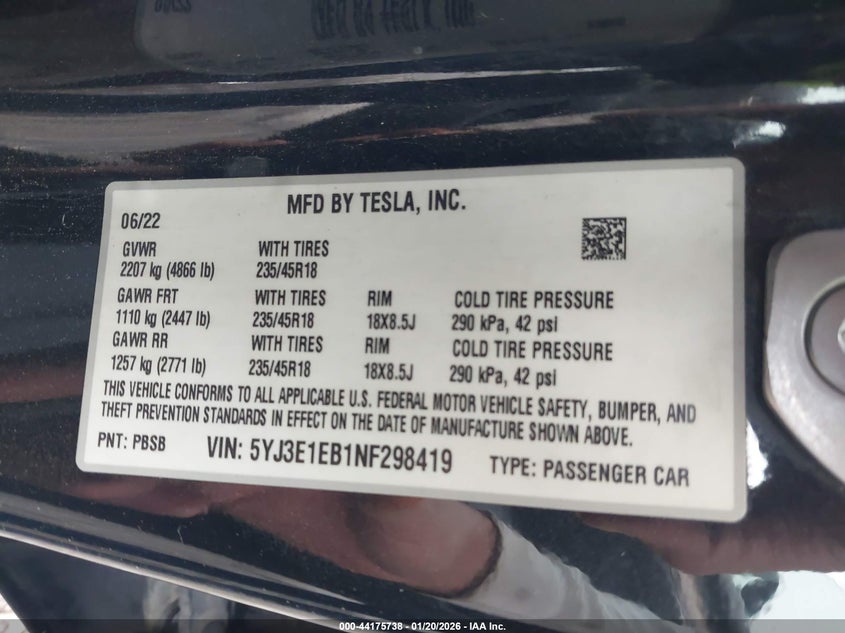 06/22
MFD BY TESLA, INC.
GVWR WITH TIRES
2207 kg (4866 lb) 235/45R18
GAWR FRT WITH TIRES RIM COLD TIRE PRESSURE
1110 kg (2447 lb) 235/45R18 18X8.5J 290 kPa, 42 psi
GAWR RR WITH TIRES RIM COLD TIRE PRESSURE
1257 kg (2771 lb) 235/45R18 18X8.5J 290 kPa, 42 psi
THIS VEHICLE CONFORMS TO ALL APPLICABLE U.S. FEDERAL MOTOR VEHICLE SAFETY, BUMPER, AND
THEFT PREVENTION STANDARDS IN EFFECT ON THE DATE OF MANUFACTURE SHOWN ABOVE.
PNT: PBSB VIN: 5YJ3E1EB1NF298419 TYPE: PASSENGER CAR
000-44175738 - 01/20/2026 - IAA Inc.